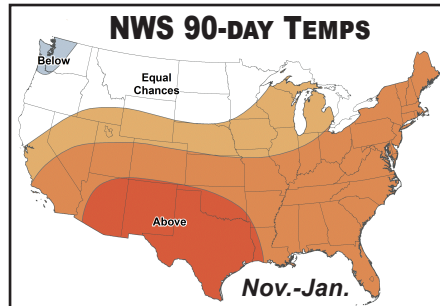 NWS 90-DAY TEMPS
Below
Equal
Chances
Above
Nov.-Jan.